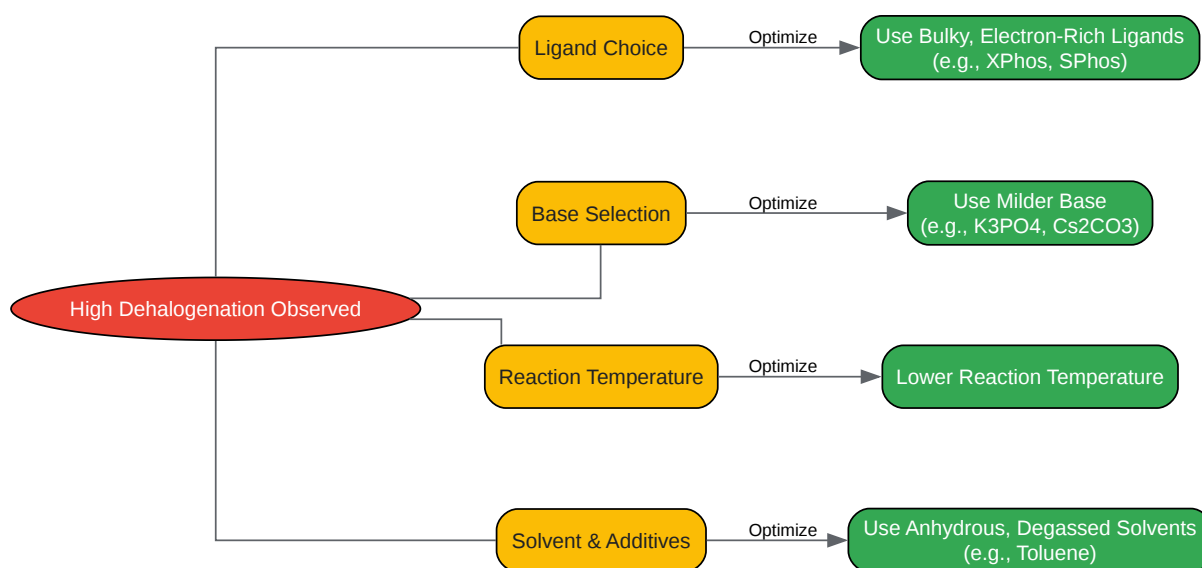 Ligand Choice
Optimize
Use Bulky, Electron-Rich Ligands
(e.g., XPhos, SPhos)
Base Selection
Optimize
Use Milder Base
(e.g., K3PO4, Cs2CO3)
High Dehalogenation Observed
Reaction Temperature
Optimize
Lower Reaction Temperature
Solvent & Additives
Optimize
Use Anhydrous, Degassed Solvents
(e.g., Toluene)